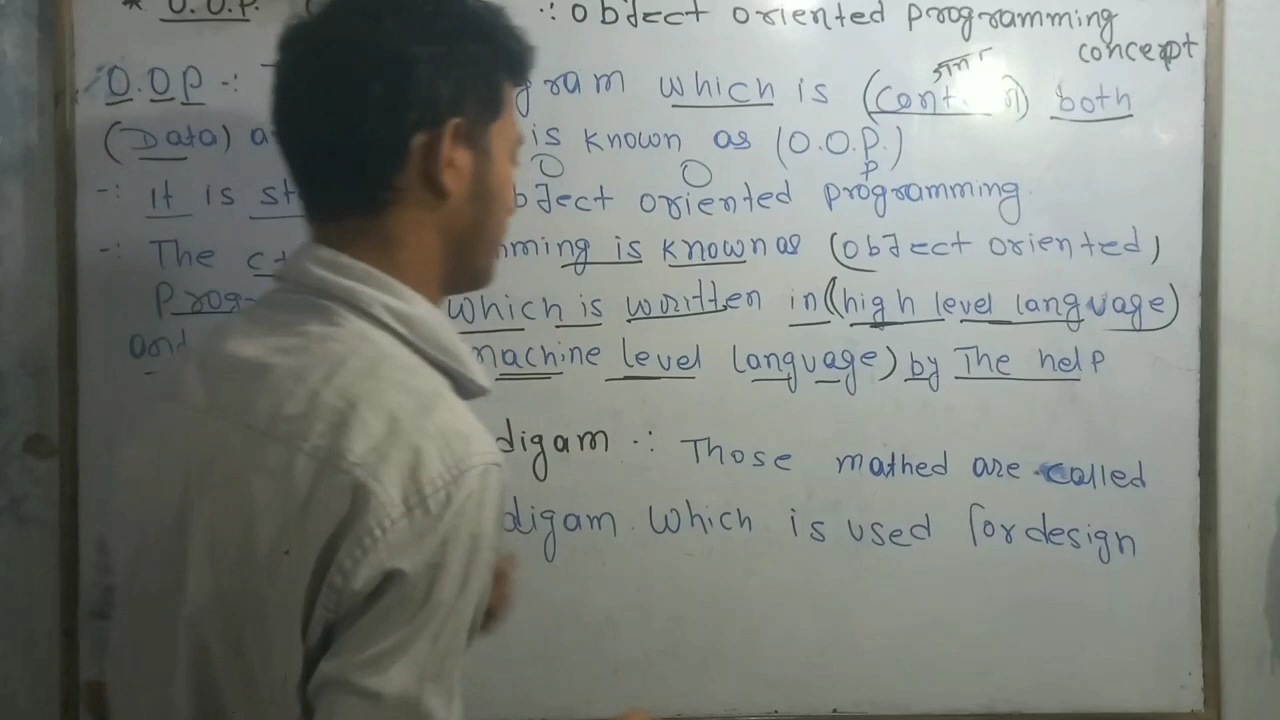 * O.O.P. ( ∴ object oriented programming
concept
O.O.P -: gram which is (Cont n) both
(Data) a is known as (O.O.P.)
O O P
-: It is st bject oriented programming.
-: The mming is known as (object oriented)
Prog which is written in (high level language)
and machine level language) by The help
digam -: Those mathed are called
digam which is used for design